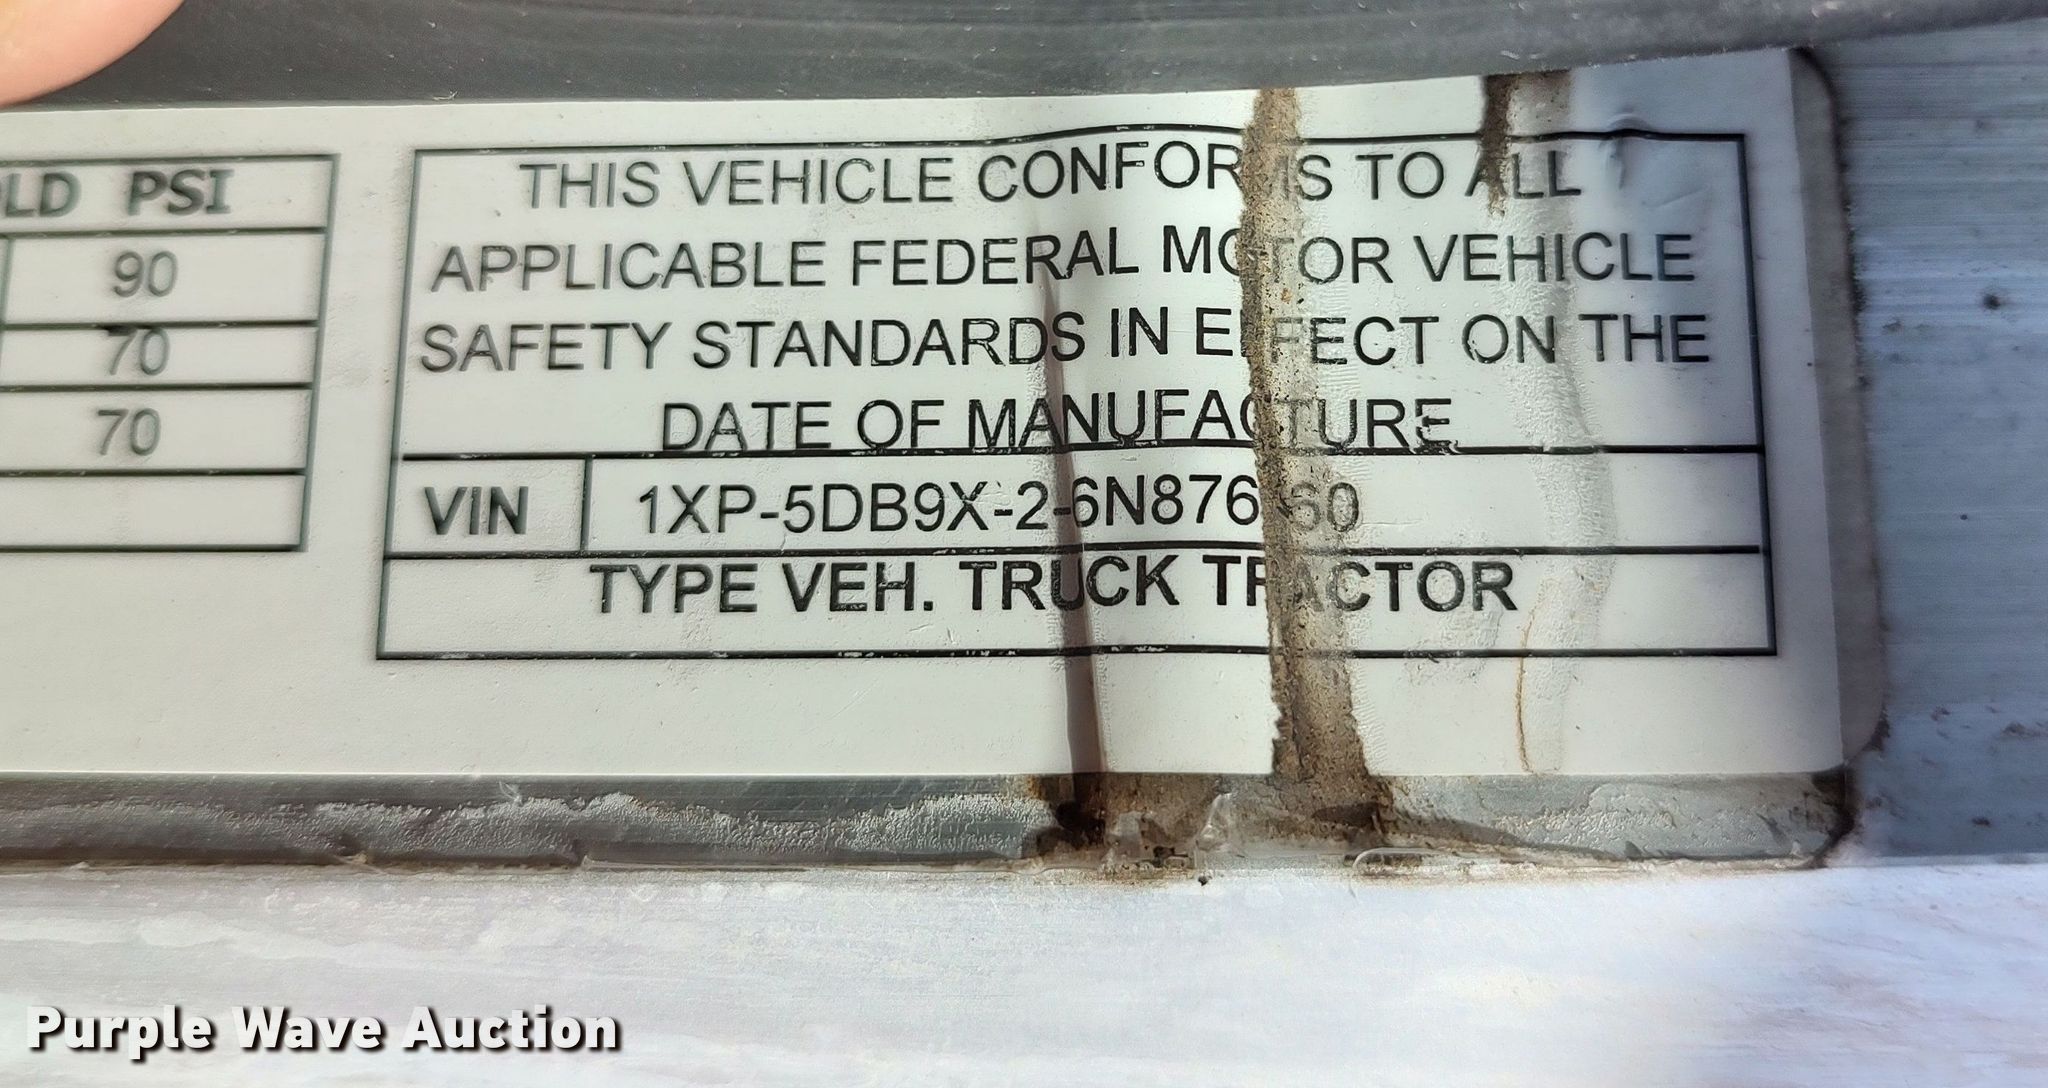 PSI
90
70
70
THIS VEHICLE CONFORMS TO ALL
APPLICABLE FEDERAL MOTOR VEHICLE
SAFETY STANDARDS IN EFFECT ON THE
DATE OF MANUFACTURE
VIN
TYPE VEH. TRUCK TRACTOR
Purple Wave Auction